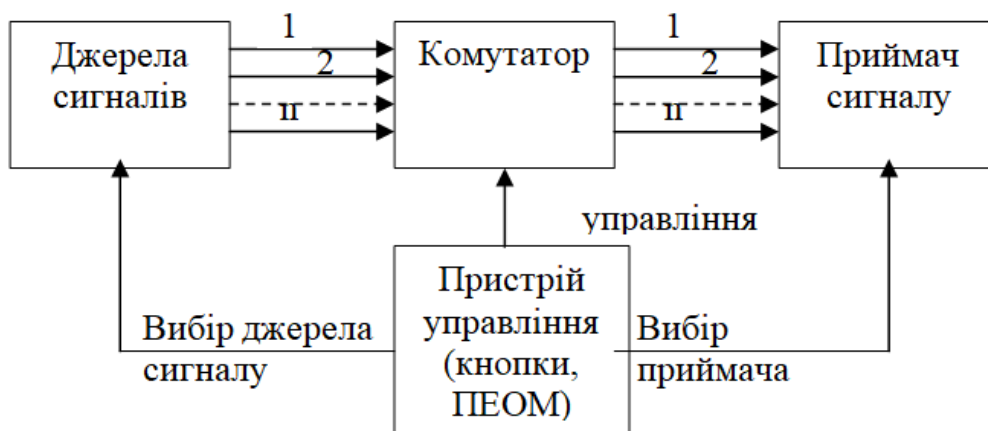 1
1
Джерела
сигналів
Комутатор
Приймач
сигналу
2
2
п
п
управління
Пристрій
управління
(кнопки,
ПЕОМ)
Вибір джерела
сигналу
Вибір
приймача